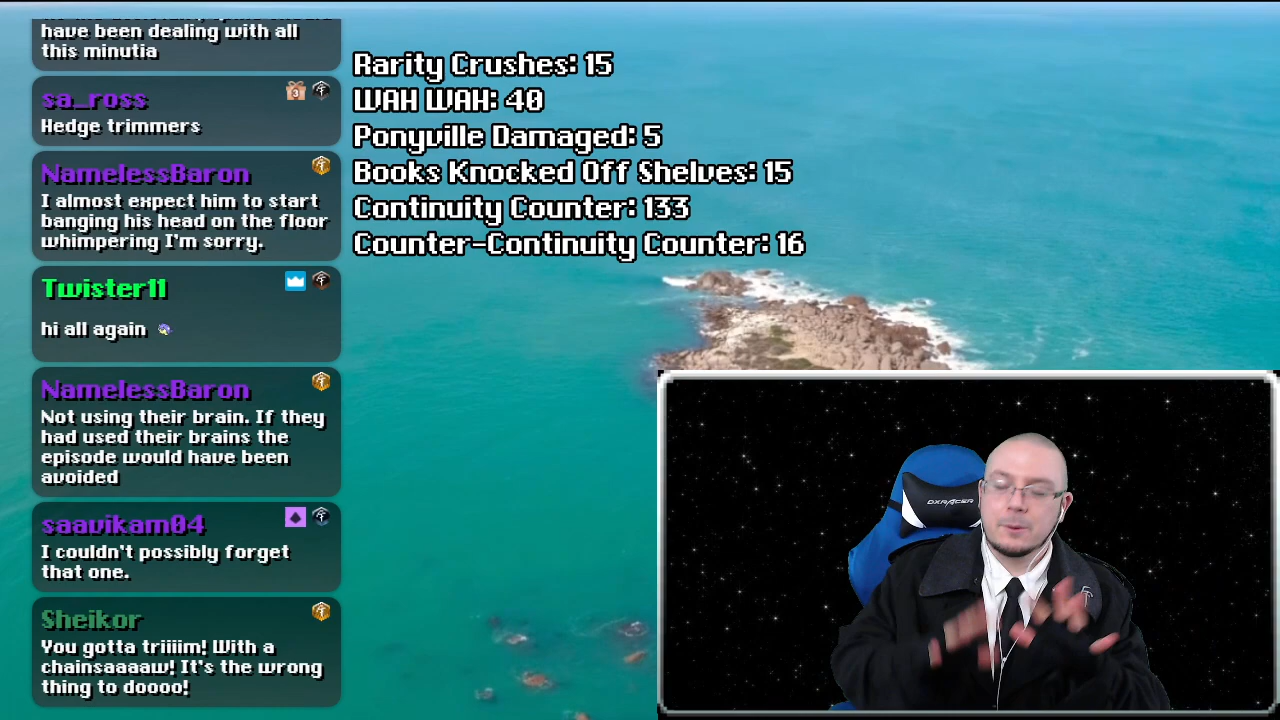 have been dealing with all
this minutia
sa_ross
3
Hedge trimmers
NamelessBaron
I almost expect him to start
banging his head on the floor
whimpering I'm sorry.
Twister11
hi all again
NamelessBaron
Not using their brain. If they
had used their brains the
episode would have been
avoided
saavikam04
I couldn't possibly forget
that one.
Sheikor
You gotta triiiim! With a
chainsaaaaw! It's the wrong
thing to doooo!
Rarity Crushes: 15
WAH WAH: 40
Ponyville Damaged: 5
Books Knocked Off Shelves: 15
Continuity Counter: 133
Counter-Continuity Counter: 16
DXRACER